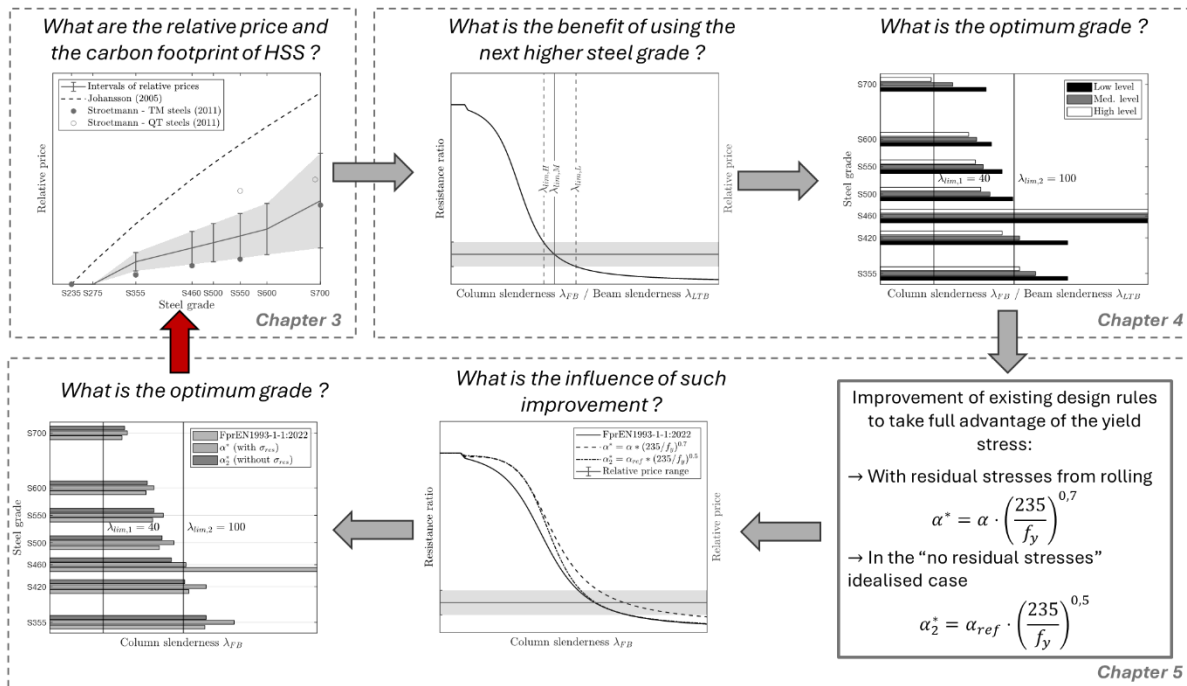 What are the relative price and
the carbon footprint of HSS ?
Intervals of relative prices
Johansson (2005)
Stroetmann - TM steels (2011)
Stroetmann - QT steels (2011)
Relative price
S235 S275 S355 S460 S500 S550 S600 S700
Steel grade
Chapter 3
What is the benefit of using the
next higher steel grade ?
Resistance ratio
λlim,H
λlim,M
λlim,L
Relative price
Column slenderness λFB / Beam slenderness λLTB
What is the optimum grade ?
Low level
Med. level
High level
S700
S600
S550
S500
S460
S420
S355
Steel grade
λlim,1 = 40
λlim,2 = 100
Column slenderness λFB / Beam slenderness λLTB
Chapter 4
What is the optimum grade ?
FprEN1993-1-1:2022
α* (with σres)
α*2 (without σres)
S700
S600
S550
S500
S460
S420
S355
Steel grade
λlim,1 = 40
λlim,2 = 100
Column slenderness λFB
What is the influence of such
improvement ?
FprEN1993-1-1:2022
α* = α * (235/fy)^0.7
α*2 = αref * (235/fy)^0.5
Relative price range
Resistance ratio
Relative price
Column slenderness λFB
Improvement of existing design rules
to take full advantage of the yield
stress:
→ With residual stresses from rolling
α* = α · (235/fy)^0,7
→ In the “no residual stresses”
idealised case
α*2 = αref · (235/fy)^0,5
Chapter 5